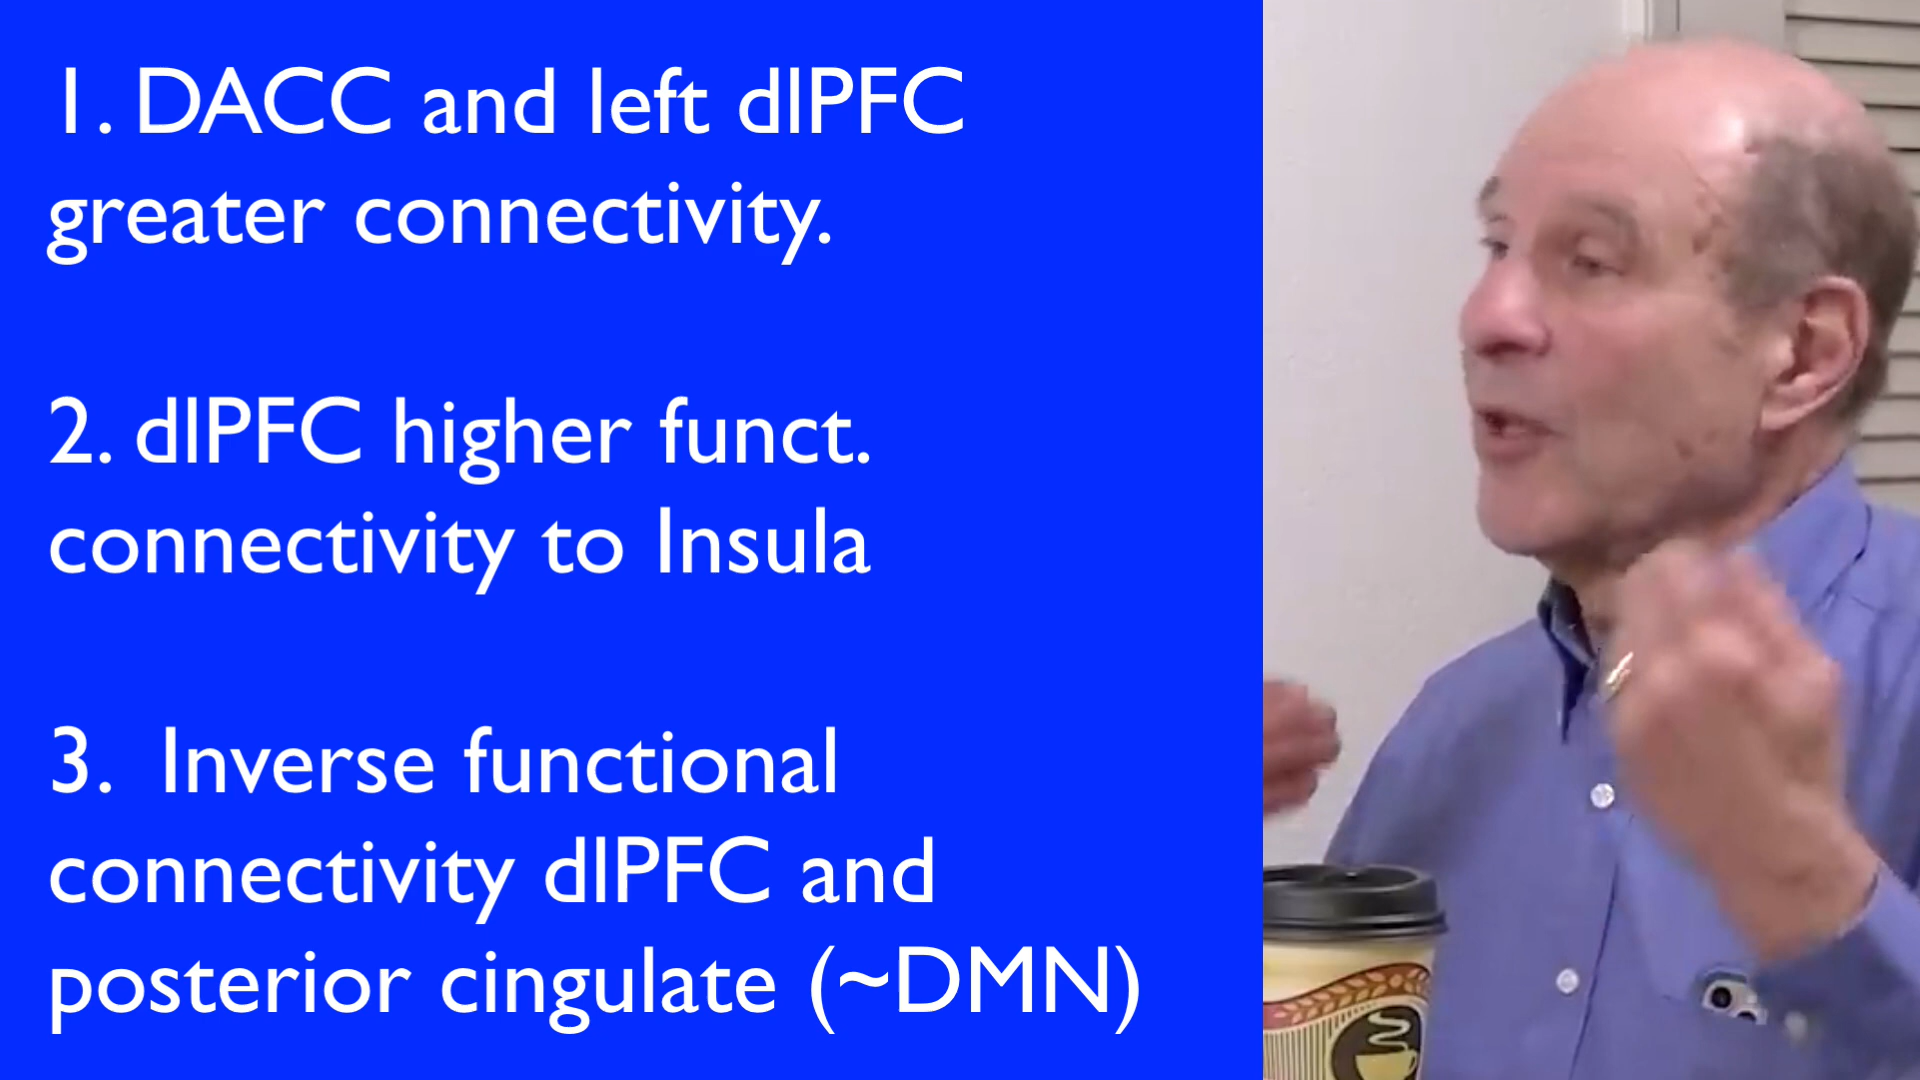 1. DACC and left dlPFC
greater connectivity.
2. dlPFC higher funct.
connectivity to Insula
3. Inverse functional
connectivity dlPFC and
posterior cingulate (~DMN)